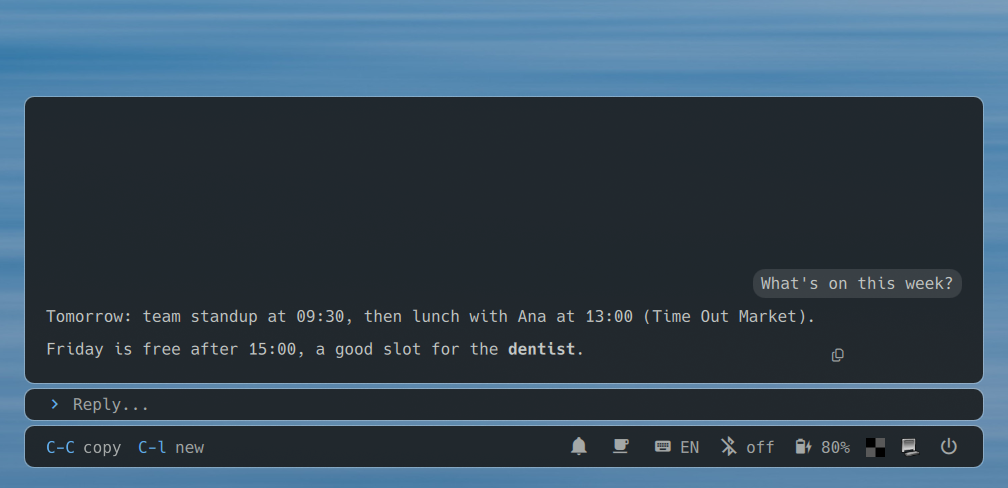 What's on this week?
Tomorrow: team standup at 09:30, then lunch with Ana at 13:00 (Time Out Market).
Friday is free after 15:00, a good slot for the dentist.
> Reply...
C-C copy C-l new EN off 80%